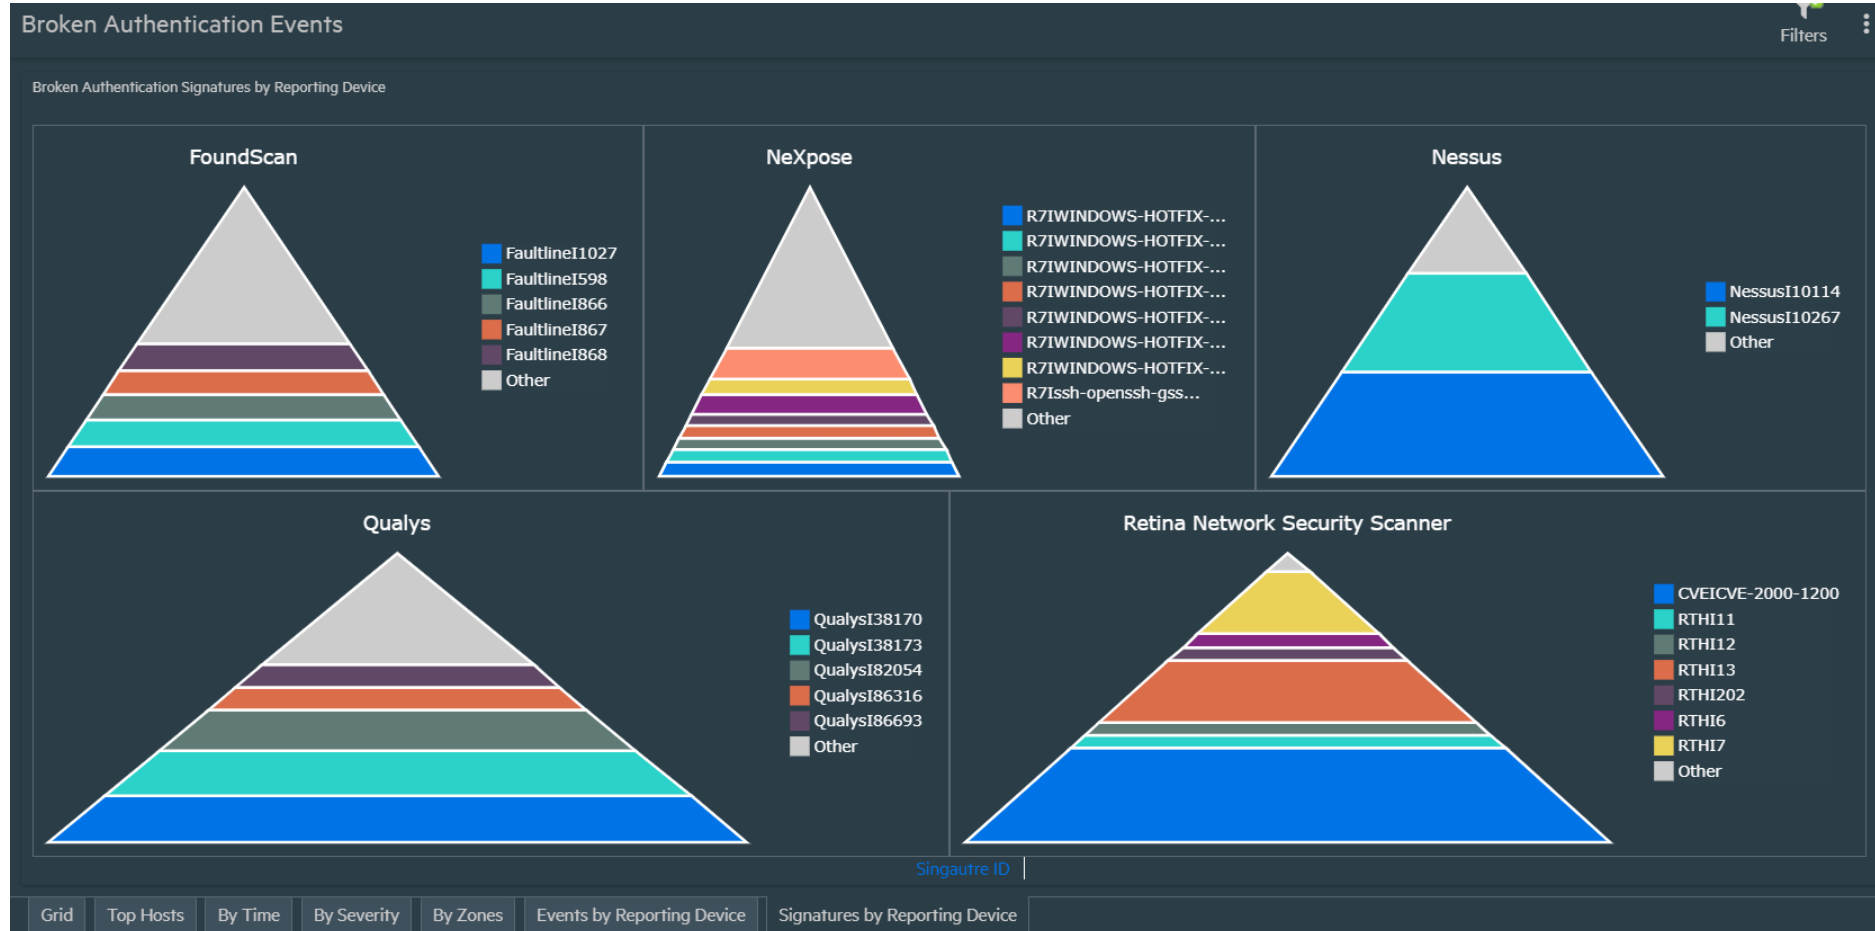 Broken Authentication Events
Filters
Broken Authentication Signatures by Reporting Device
FoundScan
FaultlineI1027
FaultlineI598
FaultlineI866
FaultlineI867
FaultlineI868
Other
NeXpose
R7IWINDOWS-HOTFIX-...
R7IWINDOWS-HOTFIX-...
R7IWINDOWS-HOTFIX-...
R7IWINDOWS-HOTFIX-...
R7IWINDOWS-HOTFIX-...
R7IWINDOWS-HOTFIX-...
R7IWINDOWS-HOTFIX-...
R7Issh-openssh-gss...
Other
Nessus
NessusI10114
NessusI10267
Other
Qualys
QualysI38170
QualysI38173
QualysI82054
QualysI86316
QualysI86693
Other
Retina Network Security Scanner
CVEICVE-2000-1200
RTHI11
RTHI12
RTHI13
RTHI202
RTHI6
RTHI7
Other
Singautre ID
Grid Top Hosts By Time By Severity By Zones Events by Reporting Device Signatures by Reporting Device